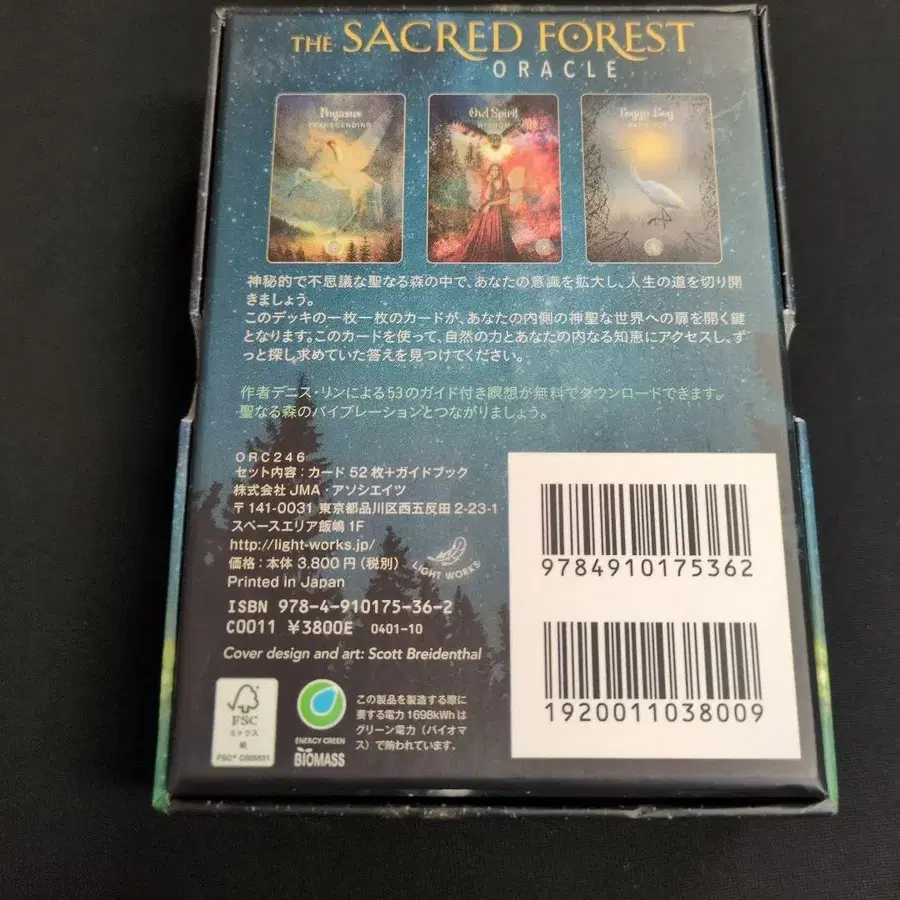 THE SACRED FOREST
ORACLE
Pegasus
TRANSCENDING
Owl Spirit
WISDOM
Foggy Bog
神秘的で不思議な聖なる森の中で、あなたの意識を拡大し、人生の道を切り開
きましょう。
このデッキの一枚一枚のカードが、あなたの内側の神聖な世界への扉を開く鍵
となります。このカードを使って、自然の力とあなたの内なる知恵にアクセスし、ず
っと探し求めていた答えを見つけてください。
作者デニス・リンによる53のガイド付き瞑想が無料でダウンロードできます。
聖なる森のバイブレーションとつながりましょう。
ORC246
セット内容：カード 52 枚+ガイドブック
株式会社 JMA・アソシエイツ
〒141-0031 東京都品川区西五反田 2-23-1
スペースエリア飯嶋 1F
http://light-works.jp/
価格：本体 3,800円（税別）
Printed in Japan
LIGHT WORKS
ISBN 978-4-910175-36-2
C0011 ¥3800E 0401-10
Cover design and art: Scott Breidenthal
9784910175362
1920011038009
FSC
ミックス
紙
ENERGY GREEN
BIOMASS
この製品を製造する際に
要する電力 1698kWhは
グリーン電力（バイオマ
ス）で賄われています。